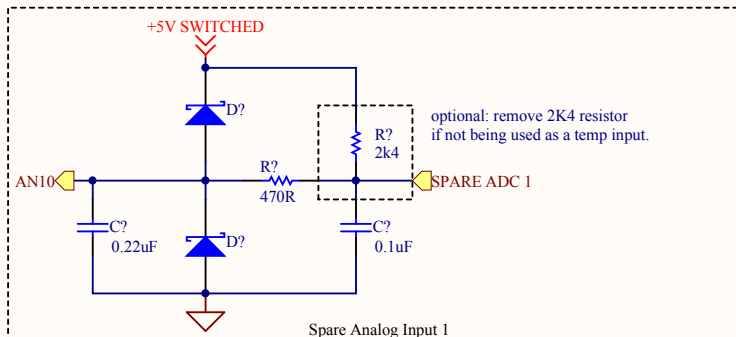 +5V SWITCHED
D?
optional: remove 2K4 resistor
if not being used as a temp input.
R?
2k4
R?
470R
AN10
SPARE ADC 1
C?
0.22uF
D?
C?
0.1uF
Spare Analog Input 1